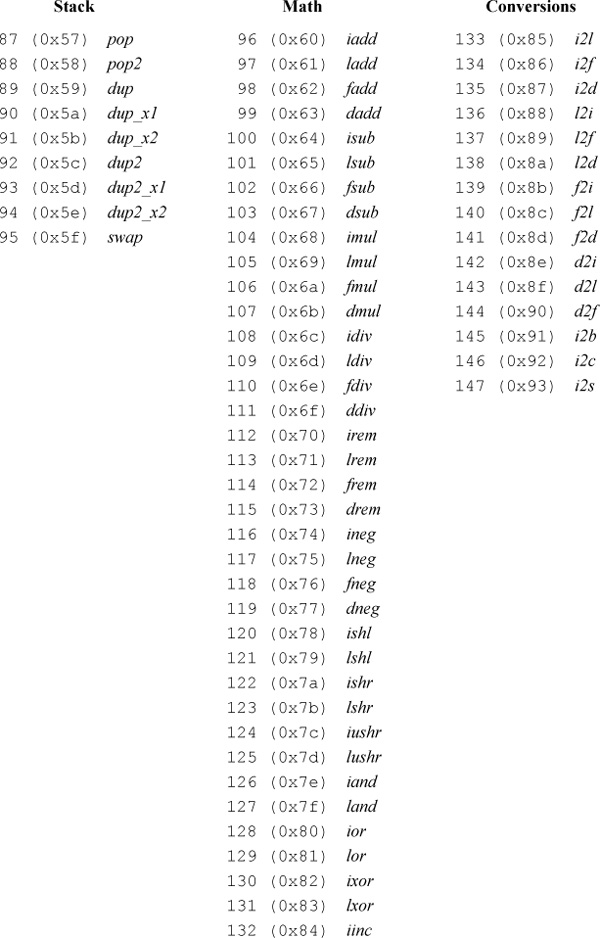 Stack
87 (0x57) pop
88 (0x58) pop2
89 (0x59) dup
90 (0x5a) dup_x1
91 (0x5b) dup_x2
92 (0x5c) dup2
93 (0x5d) dup2_x1
94 (0x5e) dup2_x2
95 (0x5f) swap
Math
96 (0x60) iadd
97 (0x61) ladd
98 (0x62) fadd
99 (0x63) dadd
100 (0x64) isub
101 (0x65) lsub
102 (0x66) fsub
103 (0x67) dsub
104 (0x68) imul
105 (0x69) lmul
106 (0x6a) fmul
107 (0x6b) dmul
108 (0x6c) idiv
109 (0x6d) ldiv
110 (0x6e) fdiv
111 (0x6f) ddiv
112 (0x70) irem
113 (0x71) lrem
114 (0x72) frem
115 (0x73) drem
116 (0x74) ineg
117 (0x75) lneg
118 (0x76) fneg
119 (0x77) dneg
120 (0x78) ishl
121 (0x79) lshl
122 (0x7a) ishr
123 (0x7b) lshr
124 (0x7c) iushr
125 (0x7d) lushr
126 (0x7e) iand
127 (0x7f) land
128 (0x80) ior
129 (0x81) lor
130 (0x82) ixor
131 (0x83) lxor
132 (0x84) iinc
Conversions
133 (0x85) i2l
134 (0x86) i2f
135 (0x87) i2d
136 (0x88) l2i
137 (0x89) l2f
138 (0x8a) l2d
139 (0x8b) f2i
140 (0x8c) f2l
141 (0x8d) f2d
142 (0x8e) d2i
143 (0x8f) d2l
144 (0x90) d2f
145 (0x91) i2b
146 (0x92) i2c
147 (0x93) i2s